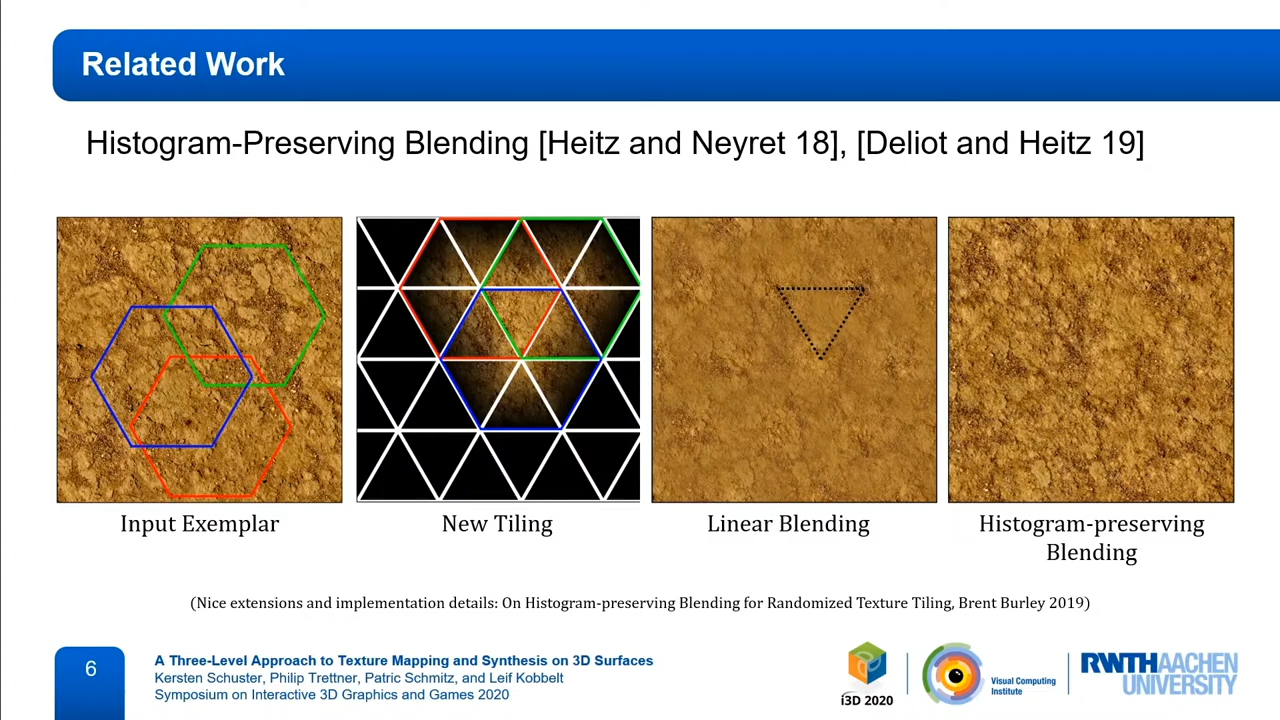 Related Work
Histogram-Preserving Blending [Heitz and Neyret 18], [Deliot and Heitz 19]
Input Exemplar
New Tiling
Linear Blending
Histogram-preserving
Blending
(Nice extensions and implementation details: On Histogram-preserving Blending for Randomized Texture Tiling, Brent Burley 2019)
6
A Three-Level Approach to Texture Mapping and Synthesis on 3D Surfaces
Kersten Schuster, Philip Trettner, Patric Schmitz, and Leif Kobbelt
Symposium on Interactive 3D Graphics and Games 2020
i3D 2020
Visual Computing
Institute
RWTHAACHEN
UNIVERSITY